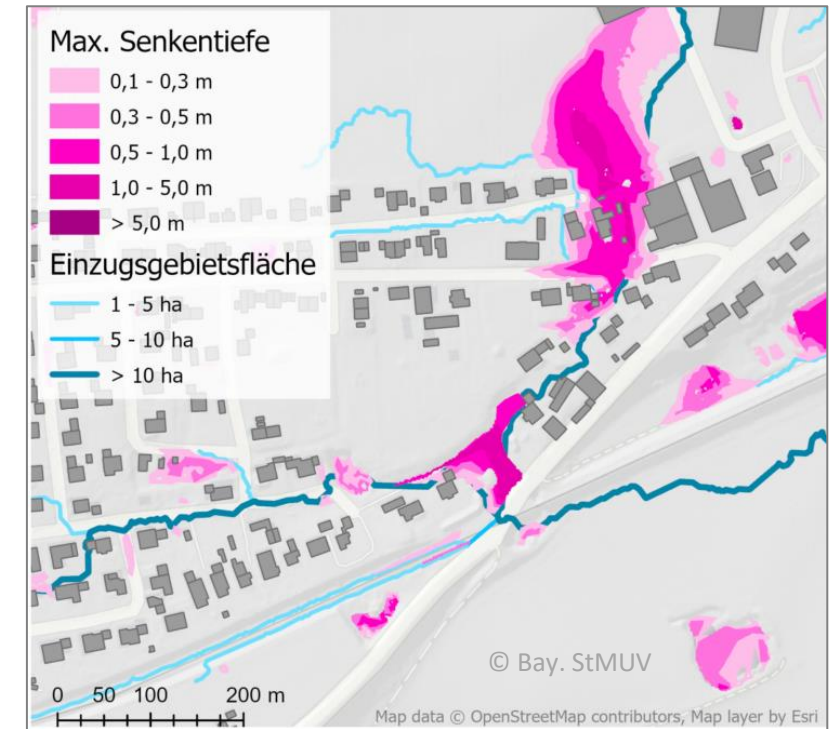 Max. Senkentiefe
0,1 - 0,3 m
0,3 - 0,5 m
0,5 - 1,0 m
1,0 - 5,0 m
> 5,0 m
Einzugsgebietsfläche
1 - 5 ha
5 - 10 ha
> 10 ha
© Bay. StMUV
0 50 100 200 m
Map data © OpenStreetMap contributors, Map layer by Esri